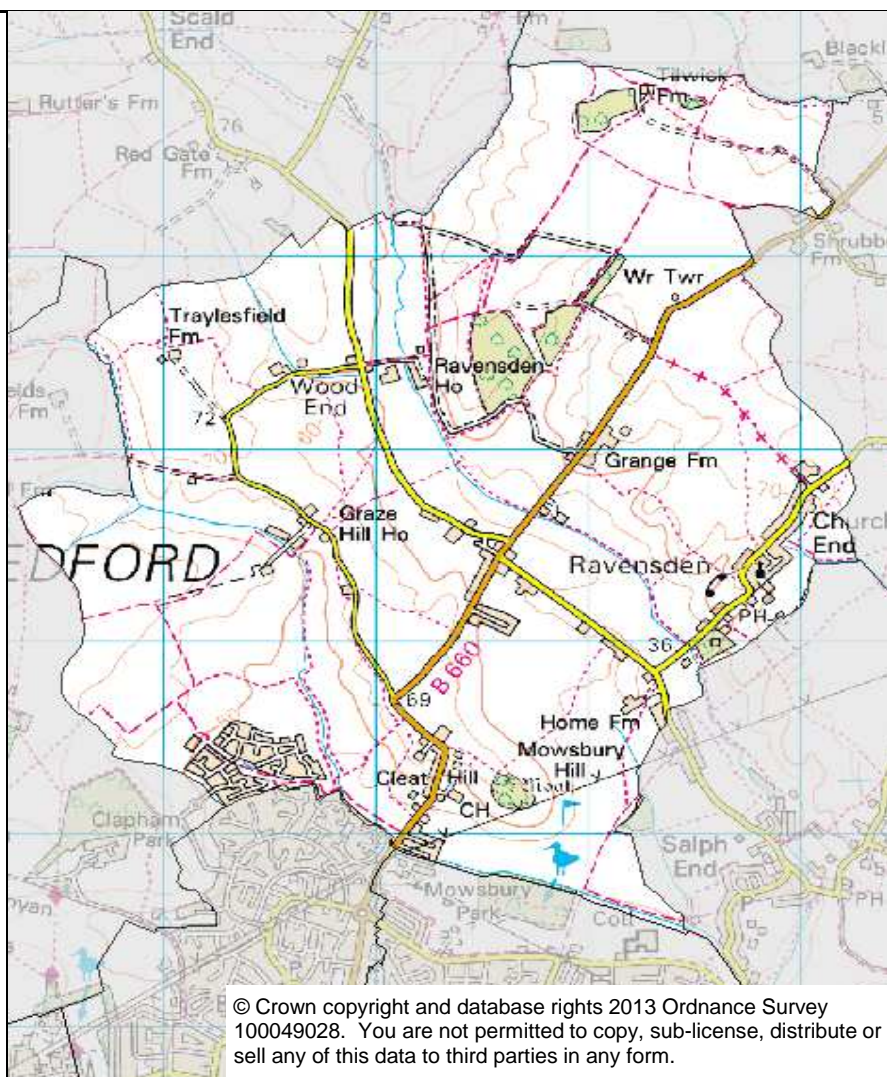 Scald
End
Tilwick
Fm
Rutter's Fm
76
Red Gate
Fm
Shrubb
Fm
Wr Twr
Traylesfield
Fm
Ravensden
Ho
Wood
End
Fm
72
Grange Fm
70
Graze
Hill Ho
Church
End
EDFORD
Ravensden
PH
36
B 660
69
Home Fm
Mowsbury
Hill
Cleat Hill
CH
Clapham
Park
Salph
End
Mowsbury
Park
PH
© Crown copyright and database rights 2013 Ordnance Survey
100049028. You are not permitted to copy, sub-license, distribute or
sell any of this data to third parties in any form.